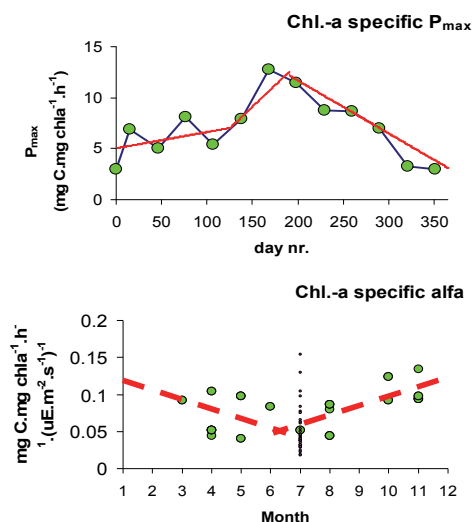 Chl.-a specific Pmax
15
10
5
0
Pmax
(mg C.mg chla-1.h-1)
0 50 100 150 200 250 300 350
day nr.
Chl.-a specific alfa
0.2
0.15
0.1
0.05
0
mg C.mg chla-1.h-
1.(uE.m-2.s-1)-1
1 2 3 4 5 6 7 8 9 10 11 12
Month